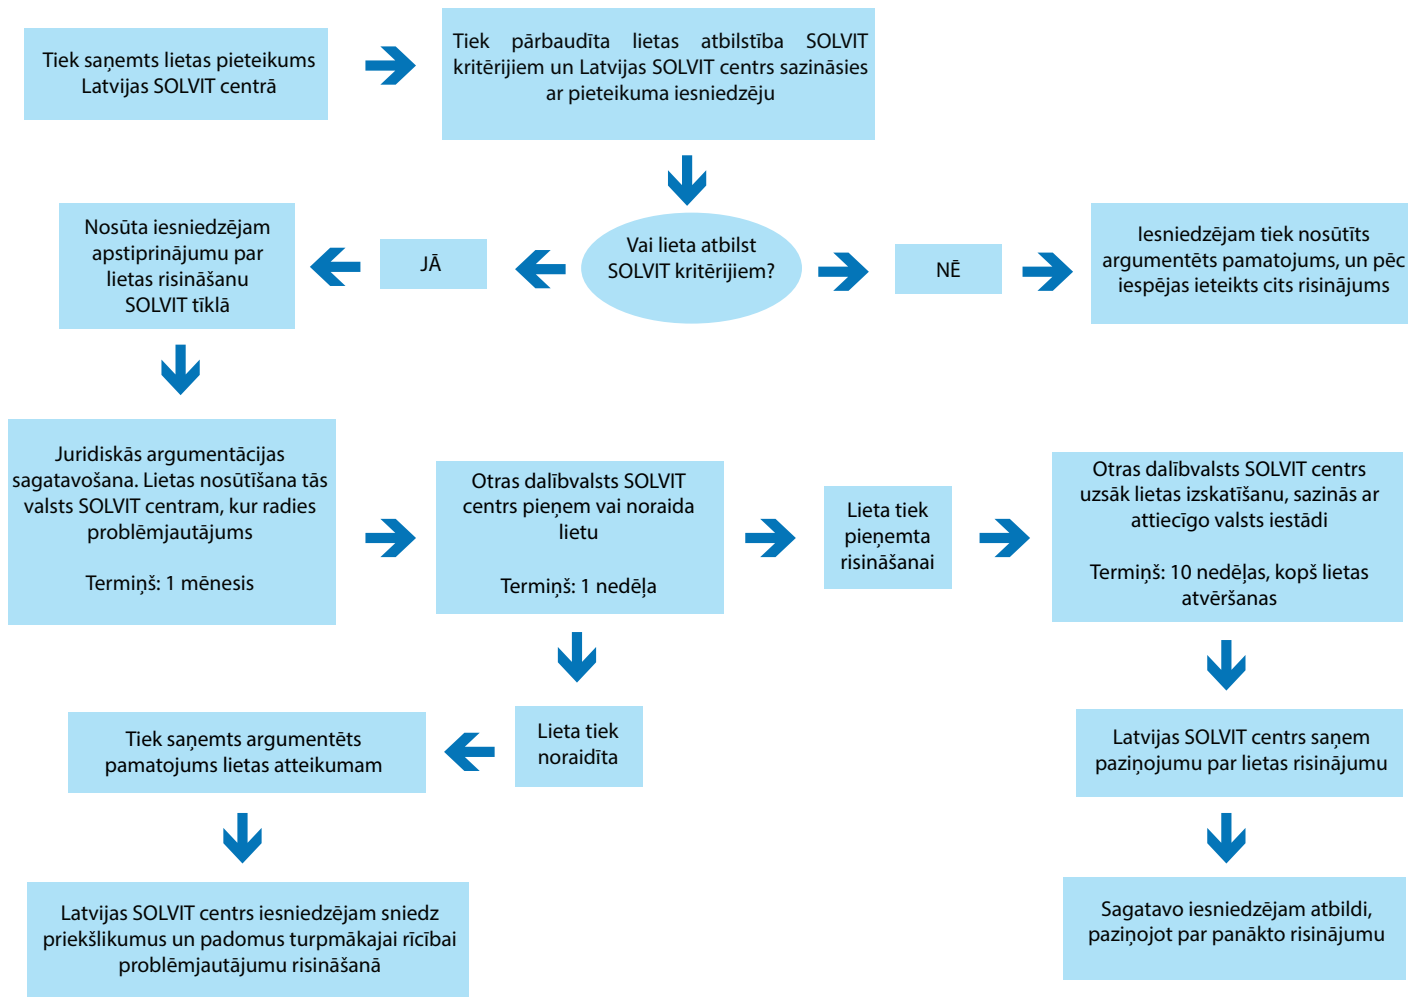 Tiek saņemts lietas pieteikums
Latvijas SOLVIT centrā
Tiek pārbaudīta lietas atbilstība SOLVIT
kritērijiem un Latvijas SOLVIT centrs sazināsies
ar pieteikuma iesniedzēju
Vai lieta atbilst
SOLVIT kritērijiem?
JĀ
NĒ
Nosūta iesniedzējam
apstiprinājumu par
lietas risināšanu
SOLVIT tīklā
Iesniedzējam tiek nosūtīts
argumentēts pamatojums, un pēc
iespējas ieteikts cits risinājums
Juridiskās argumentācijas
sagatavošana. Lietas nosūtīšana tās
valsts SOLVIT centram, kur radies
problēmjautājums
Termiņš: 1 mēnesis
Otras dalībvalsts SOLVIT
centrs pieņem vai noraida
lietu
Termiņš: 1 nedēļa
Lieta tiek
pieņemta
risināšanai
Otras dalībvalsts SOLVIT centrs
uzsāk lietas izskatīšanu, sazinās ar
attiecīgo valsts iestādi
Termiņš: 10 nedēļas, kopš lietas
atvēršanas
Lieta tiek
noraidīta
Tiek saņemts argumentēts
pamatojums lietas atteikumam
Latvijas SOLVIT centrs saņem
paziņojumu par lietas risinājumu
Latvijas SOLVIT centrs iesniedzējam sniedz
priekšlikumus un padomus turpmākajai rīcībai
problēmjautājumu risināšanā
Sagatavo iesniedzējam atbildi,
paziņojot par panākto risinājumu